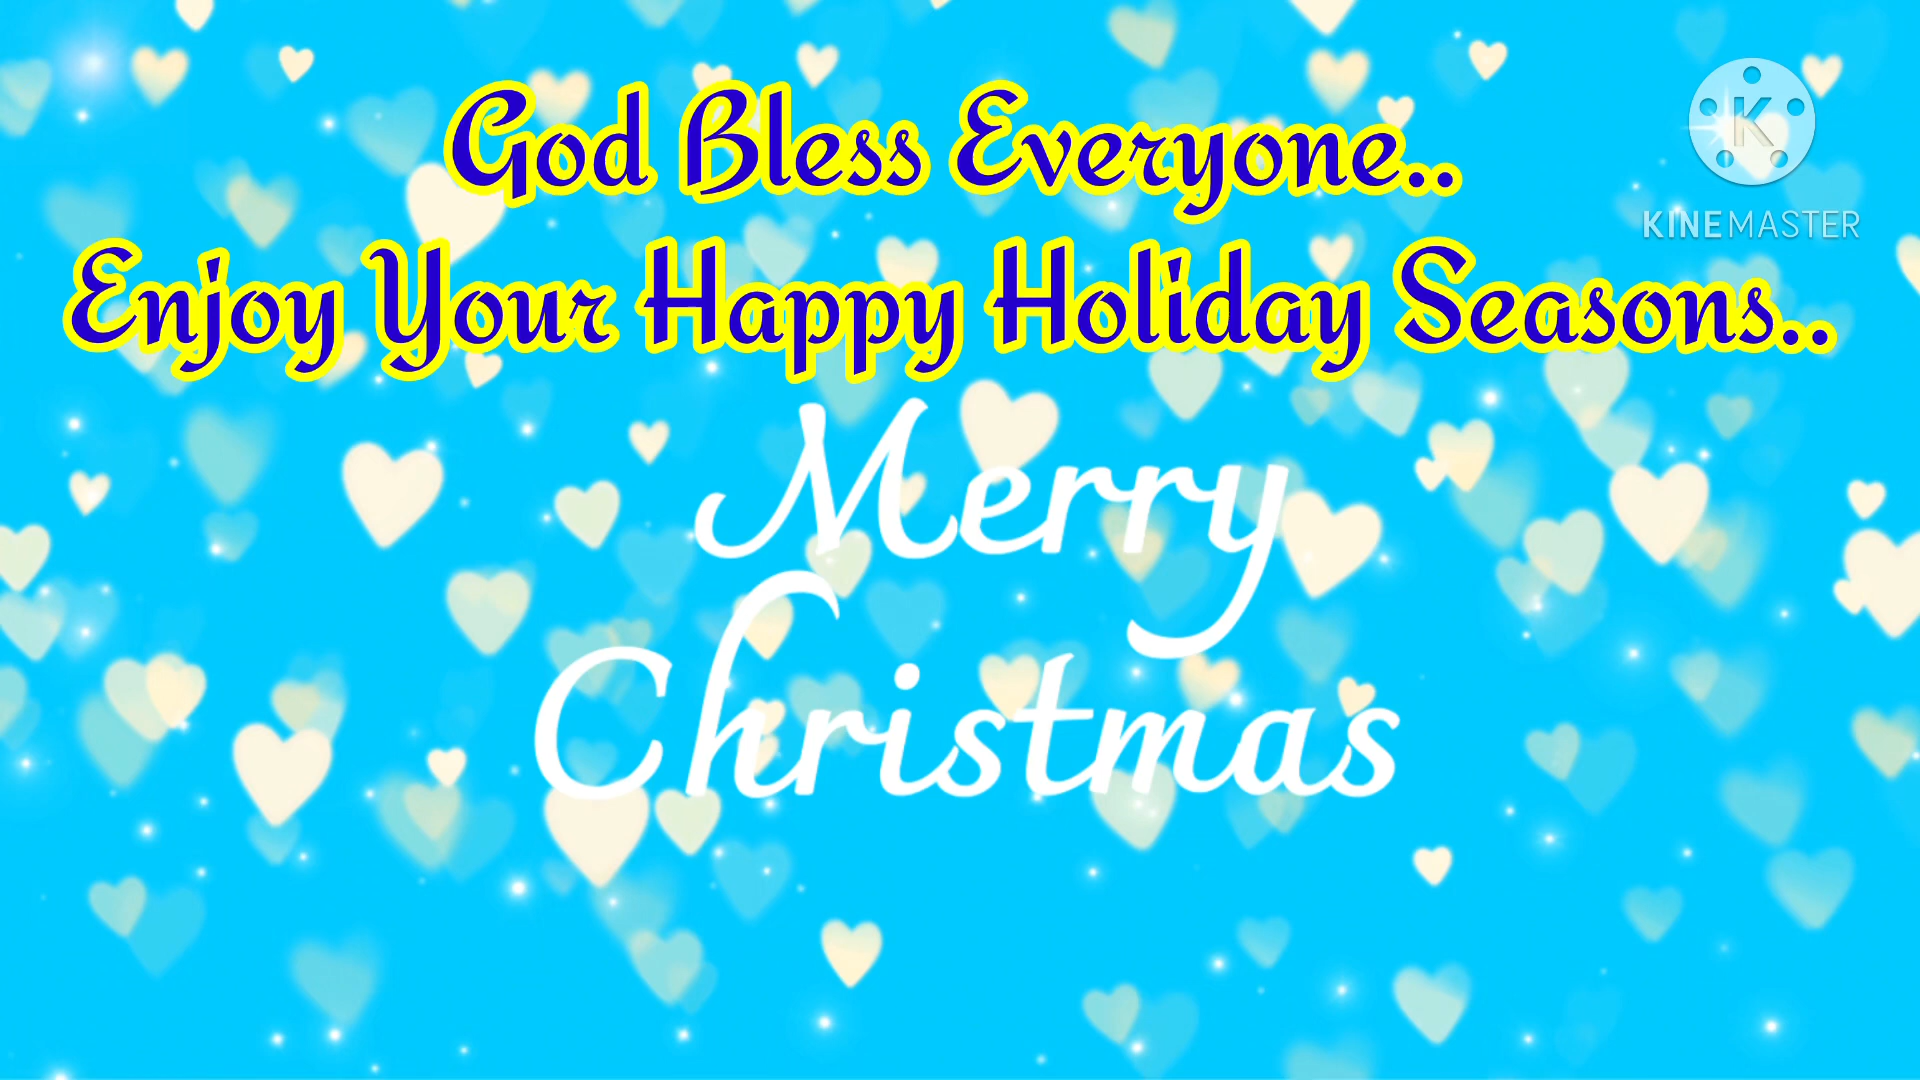 God Bless Everyone..
K
KINEMASTER
Enjoy Your Happy Holiday Seasons..
Merry
Christmas